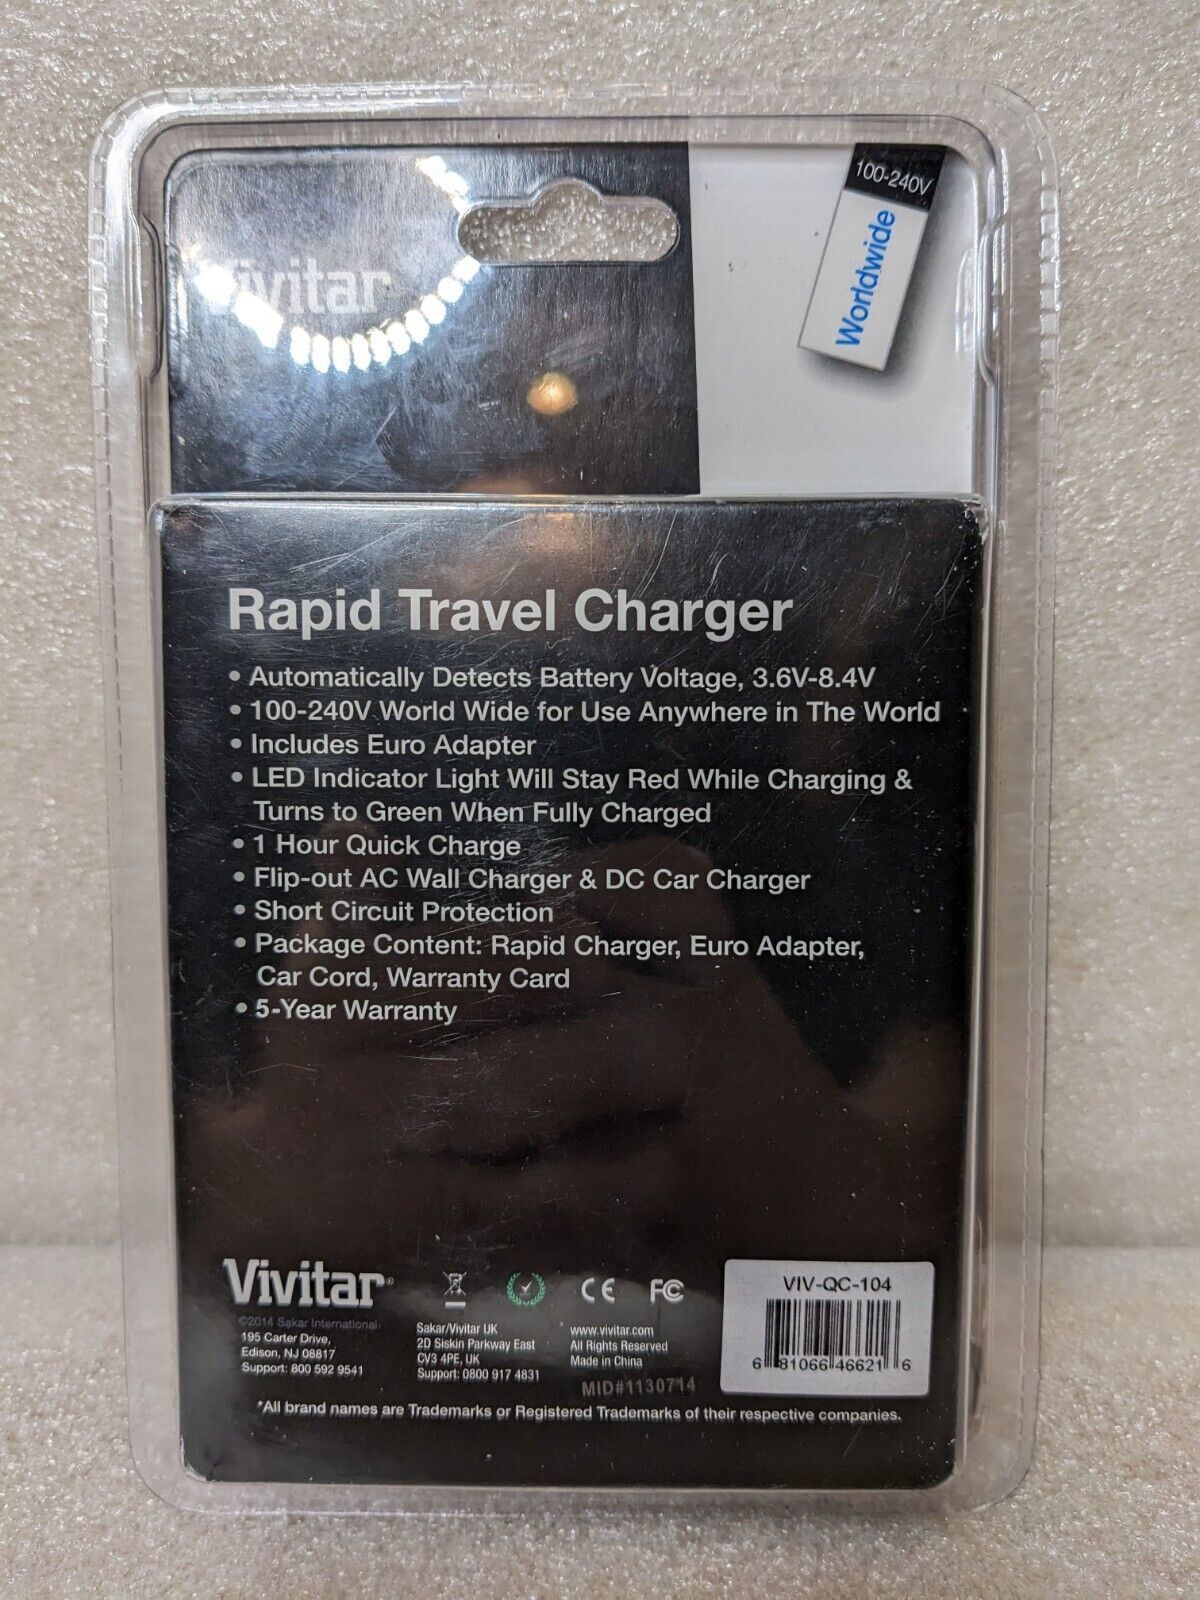 100-240V
Worldwide
Vivitar
Rapid Travel Charger
• Automatically Detects Battery Voltage, 3.6V-8.4V
• 100-240V World Wide for Use Anywhere in The World
• Includes Euro Adapter
• LED Indicator Light Will Stay Red While Charging &
Turns to Green When Fully Charged
• 1 Hour Quick Charge
• Flip-out AC Wall Charger & DC Car Charger
• Short Circuit Protection
• Package Content: Rapid Charger, Euro Adapter,
Car Cord, Warranty Card
• 5-Year Warranty
Vivitar®
©2014 Sakar International
195 Carter Drive,
Edison, NJ 08817
Support: 800 592 9541
Sakar/Vivitar UK
2D Siskin Parkway East
CV3 4PE, UK
Support: 0800 917 4831
CE FC
www.vivitar.com
All Rights Reserved
Made in China
MID#1130714
VIV-QC-104
6 81066 46621 6
*All brand names are Trademarks or Registered Trademarks of their respective companies.